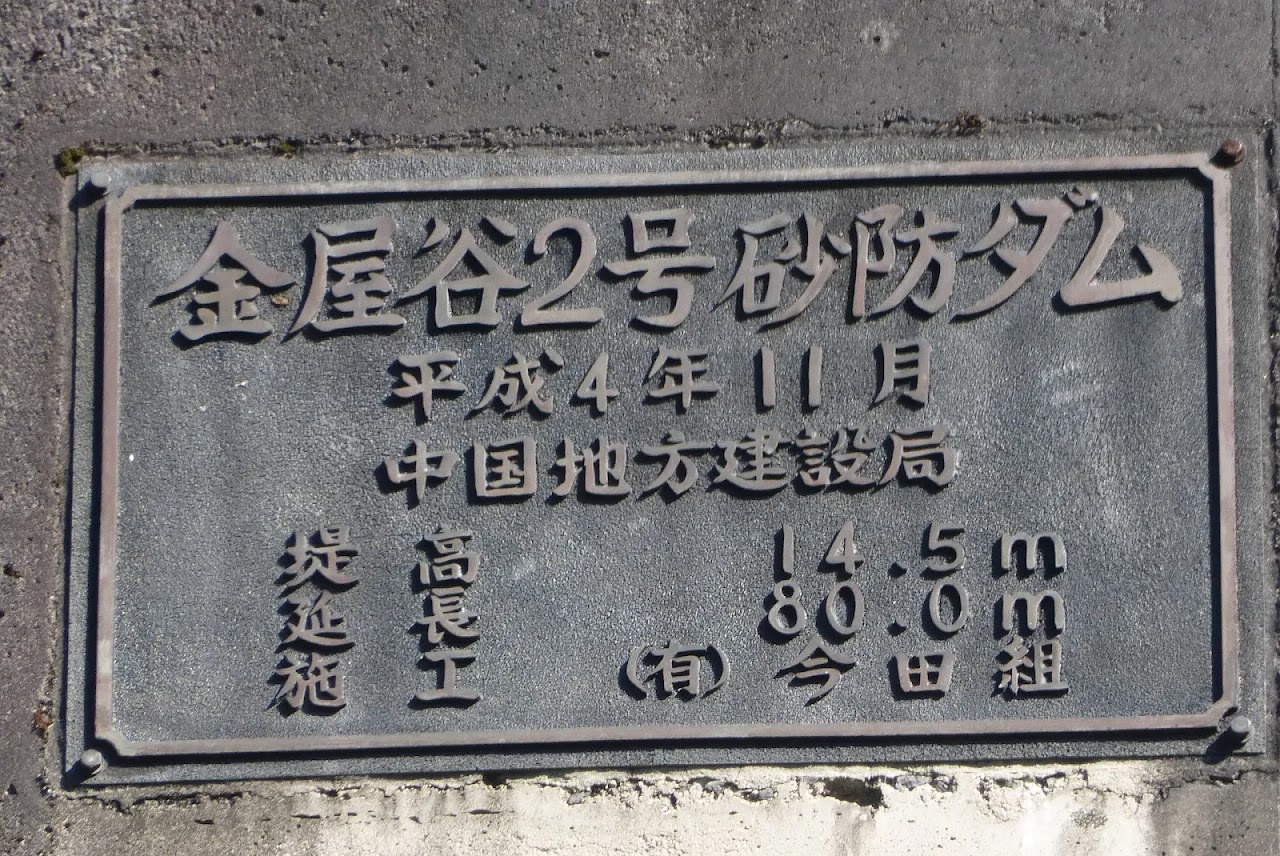 金屋谷2号砂防ダム
平成4年11月
中国地方建設局
堤高 14.5m
延長 80.0m
施工 (有)今田組